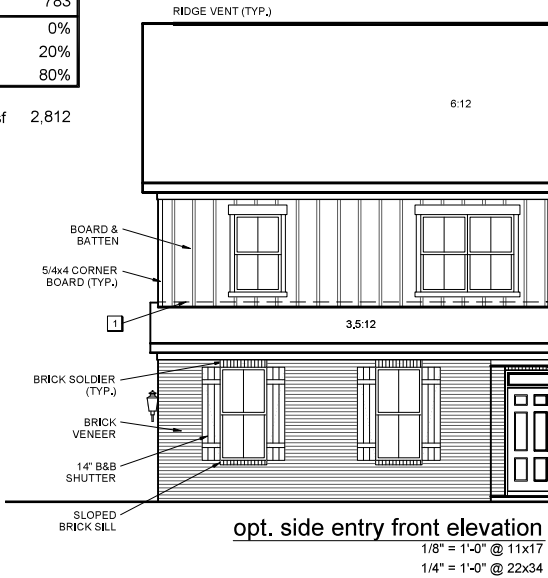 783
0%
20%
80%
sf 2,812
RIDGE VENT (TYP.)
6:12
BOARD &
BATTEN
5/4x4 CORNER
BOARD (TYP.)
1
3.5:12
BRICK SOLDIER
(TYP.)
BRICK
VENEER
14" B&B
SHUTTER
SLOPED
BRICK SILL
opt. side entry front elevation
1/8" = 1'-0" @ 11x17
1/4" = 1'-0" @ 22x34